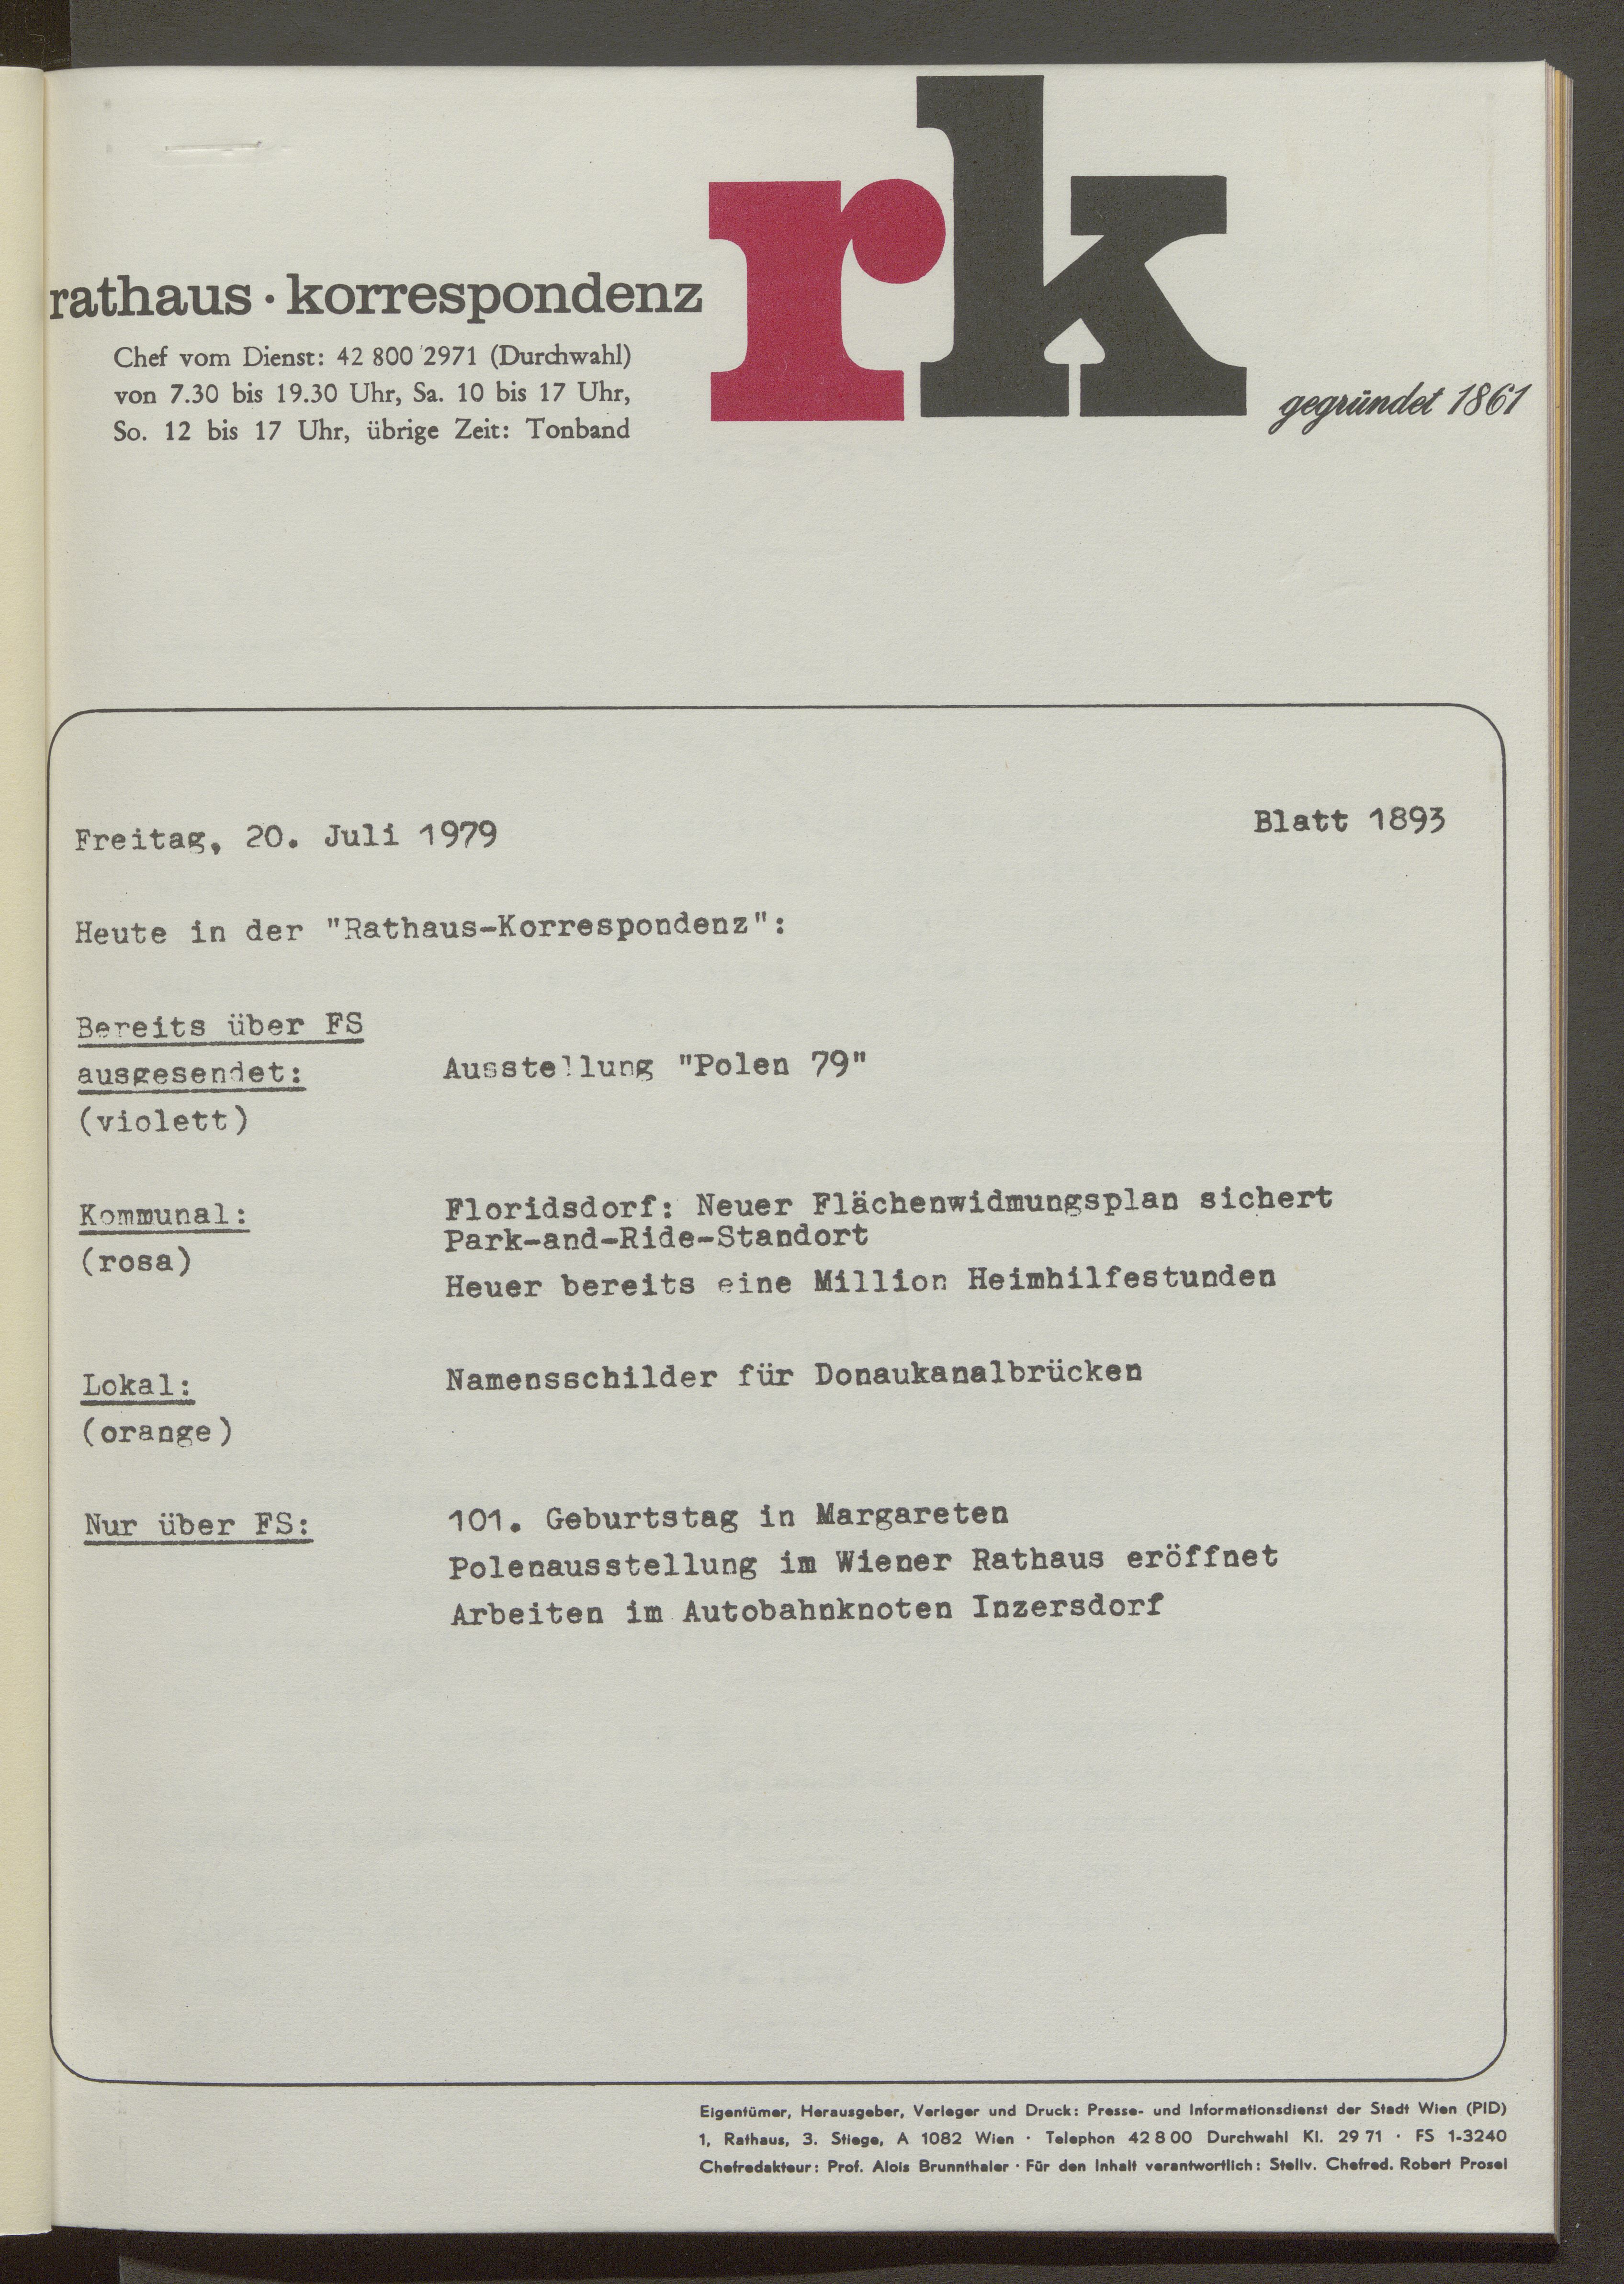 rk
rathaus · korrespondenz
Chef vom Dienst: 42 800 2971 (Durchwahl)
von 7.30 bis 19.30 Uhr, Sa. 10 bis 17 Uhr,
So. 12 bis 17 Uhr, übrige Zeit: Tonband
gegründet 1861
Freitag, 20. Juli 1979 Blatt 1893
Heute in der "Rathaus-Korrespondenz":
Bereits über FS
ausgesendet: Ausstellung "Polen 79"
(violett)
Kommunal: Floridsdorf: Neuer Flächenwidmungsplan sichert
Park-and-Ride-Standort
(rosa)
Heuer bereits eine Million Heimhilfestunden
Lokal: Namensschilder für Donaukanalbrücken
(orange)
Nur über FS: 101. Geburtstag in Margareten
Polenausstellung im Wiener Rathaus eröffnet
Arbeiten im Autobahnknoten Inzersdorf
Eigentümer, Herausgeber, Verleger und Druck: Presse- und Informationsdienst der Stadt Wien (PID)
1, Rathaus, 3. Stiege, A 1082 Wien · Telephon 42 8 00 Durchwahl Kl. 29 71 · FS 1-3240
Chefredakteur: Prof. Alois Brunnthaler · Für den Inhalt verantwortlich: Stellv. Chefred. Robert Prosel